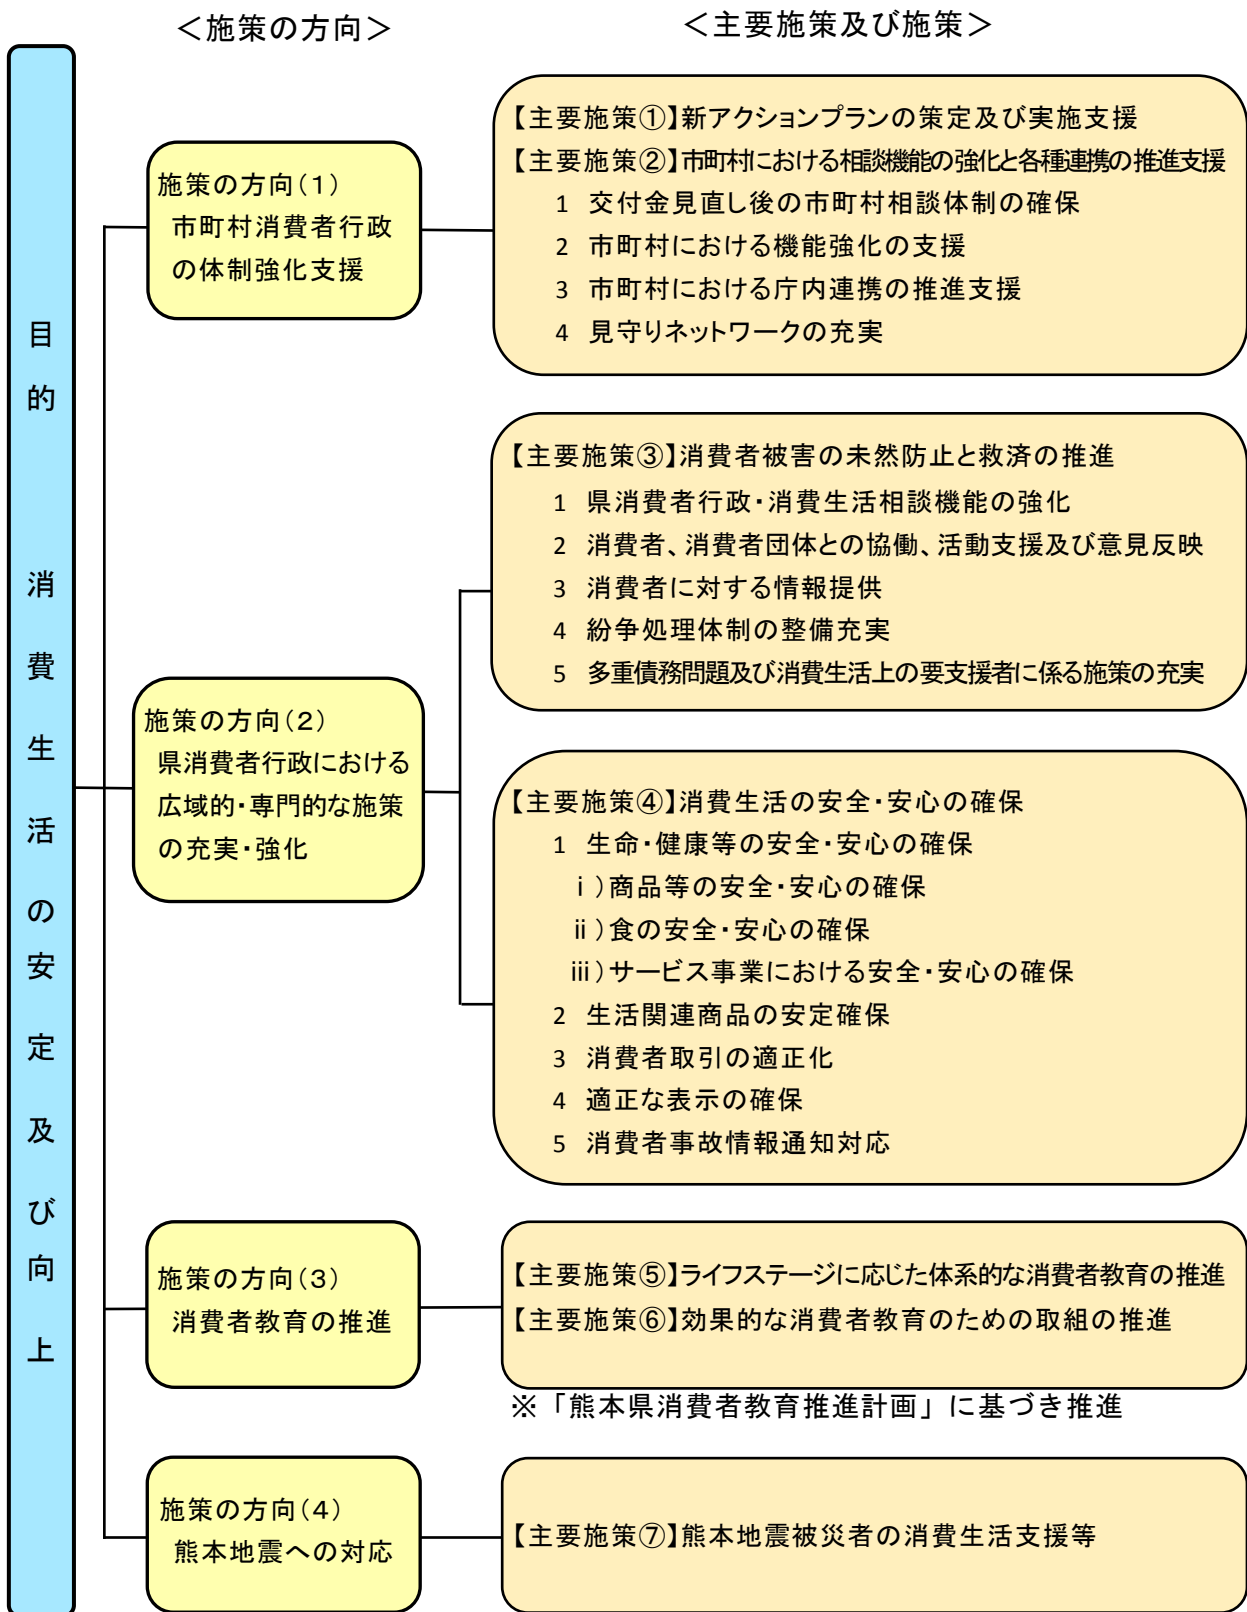 ＜施策の方向＞
＜主要施策及び施策＞
目的　消費生活の安定及び向上
施策の方向（１）
市町村消費者行政
の体制強化支援
【主要施策①】新アクションプランの策定及び実施支援
【主要施策②】市町村における相談機能の強化と各種連携の推進支援
1 交付金見直し後の市町村相談体制の確保
2 市町村における機能強化の支援
3 市町村における庁内連携の推進支援
4 見守りネットワークの充実
施策の方向（２）
県消費者行政における
広域的・専門的な施策
の充実・強化
【主要施策③】消費者被害の未然防止と救済の推進
1 県消費者行政・消費生活相談機能の強化
2 消費者、消費者団体との協働、活動支援及び意見反映
3 消費者に対する情報提供
4 紛争処理体制の整備充実
5 多重債務問題及び消費生活上の要支援者に係る施策の充実
【主要施策④】消費生活の安全・安心の確保
1 生命・健康等の安全・安心の確保
ⅰ）商品等の安全・安心の確保
ⅱ）食の安全・安心の確保
ⅲ）サービス事業における安全・安心の確保
2 生活関連商品の安定確保
3 消費者取引の適正化
4 適正な表示の確保
5 消費者事故情報通知対応
施策の方向（３）
消費者教育の推進
【主要施策⑤】ライフステージに応じた体系的な消費者教育の推進
【主要施策⑥】効果的な消費者教育のための取組の推進
※「熊本県消費者教育推進計画」に基づき推進
施策の方向（４）
熊本地震への対応
【主要施策⑦】熊本地震被災者の消費生活支援等